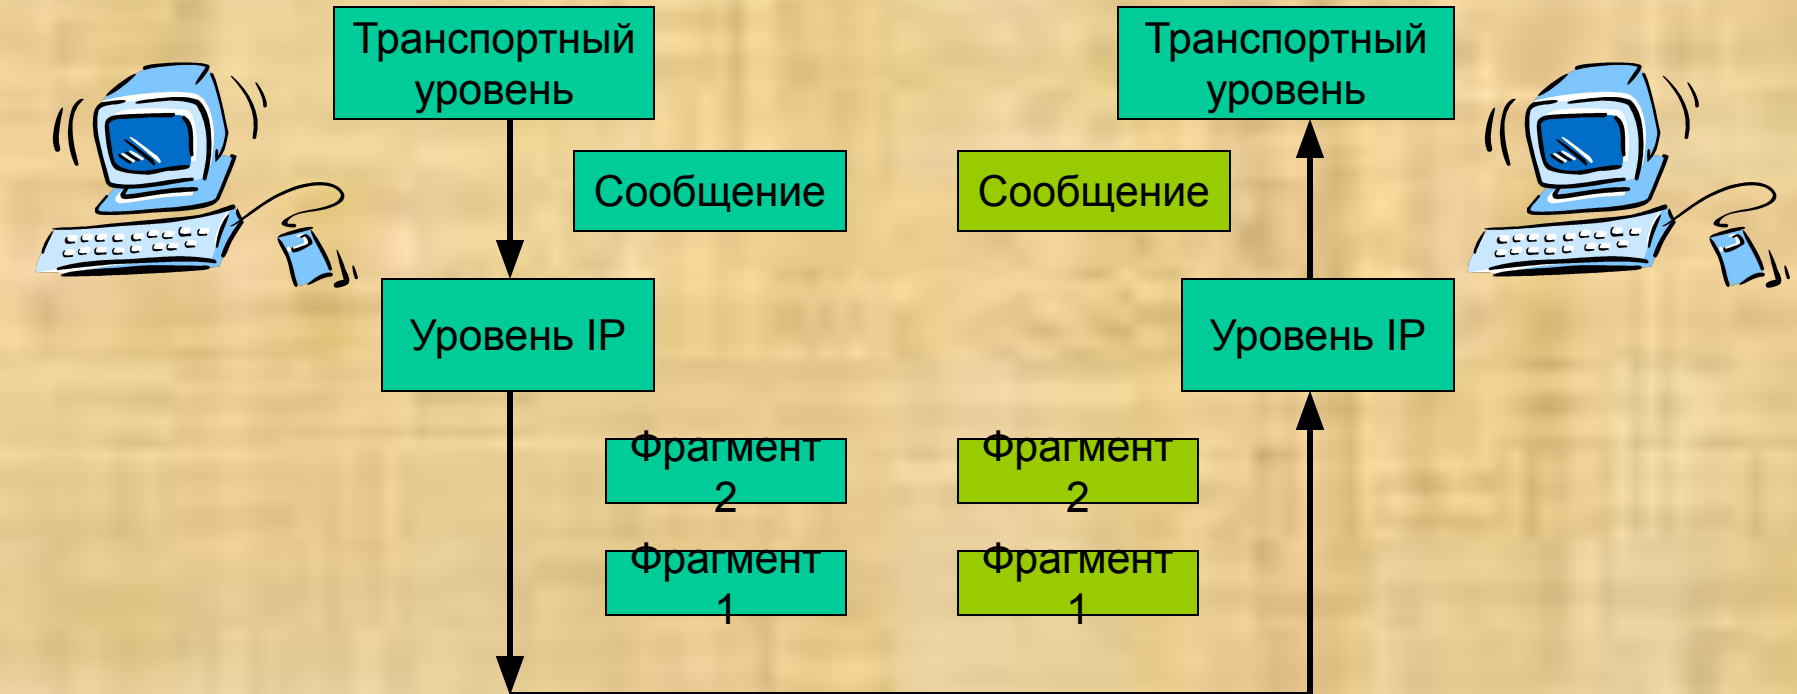 Транспортный
уровень
Сообщение
Уровень IP
Фрагмент
2
Фрагмент
1
Транспортный
уровень
Сообщение
Уровень IP
Фрагмент
2
Фрагмент
1